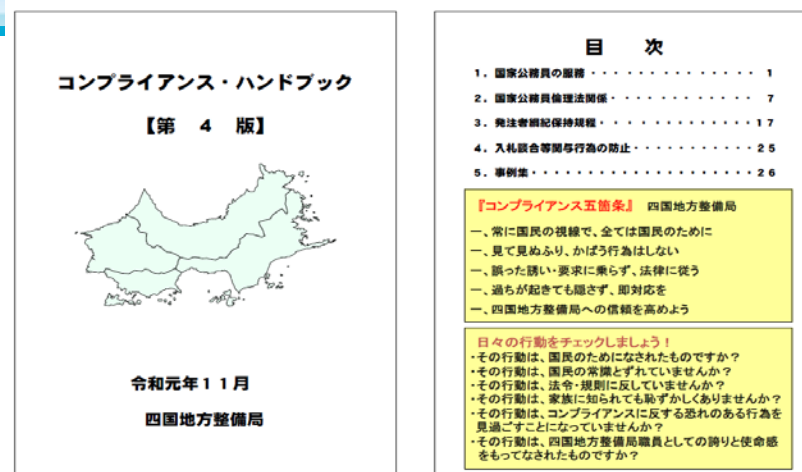 コンプライアンス・ハンドブック
【第 4 版】
令和元年11月
四国地方整備局
目 次
1. 国家公務員の服務・・・・・・・・・・・・・・ 1
2. 国家公務員倫理法関係・・・・・・・・・・・・ 7
3. 発注者綱紀保持規程・・・・・・・・・・・・・17
4. 入札談合等関与行為の防止・・・・・・・・・・・25
5. 事例集・・・・・・・・・・・・・・・・・・・・26
『コンプライアンス五箇条』 四国地方整備局
一、常に国民の視線で、全ては国民のために
一、見て見ぬふり、かばう行為はしない
一、誤った誘い・要求に乗らず、法律に従う
一、過ちが起きても隠さず、即対応を
一、四国地方整備局への信頼を高めよう
日々の行動をチェックしましょう!
・その行動は、国民のためになされたものですか?
・その行動は、国民の常識とずれていませんか?
・その行動は、法令・規則に反していませんか?
・その行動は、家族に知られても恥ずかしくありませんか?
・その行動は、コンプライアンスに反する恐れのある行為を
見過ごすことになっていませんか?
・その行動は、四国地方整備局職員としての誇りと使命感
をもってなされたものですか?